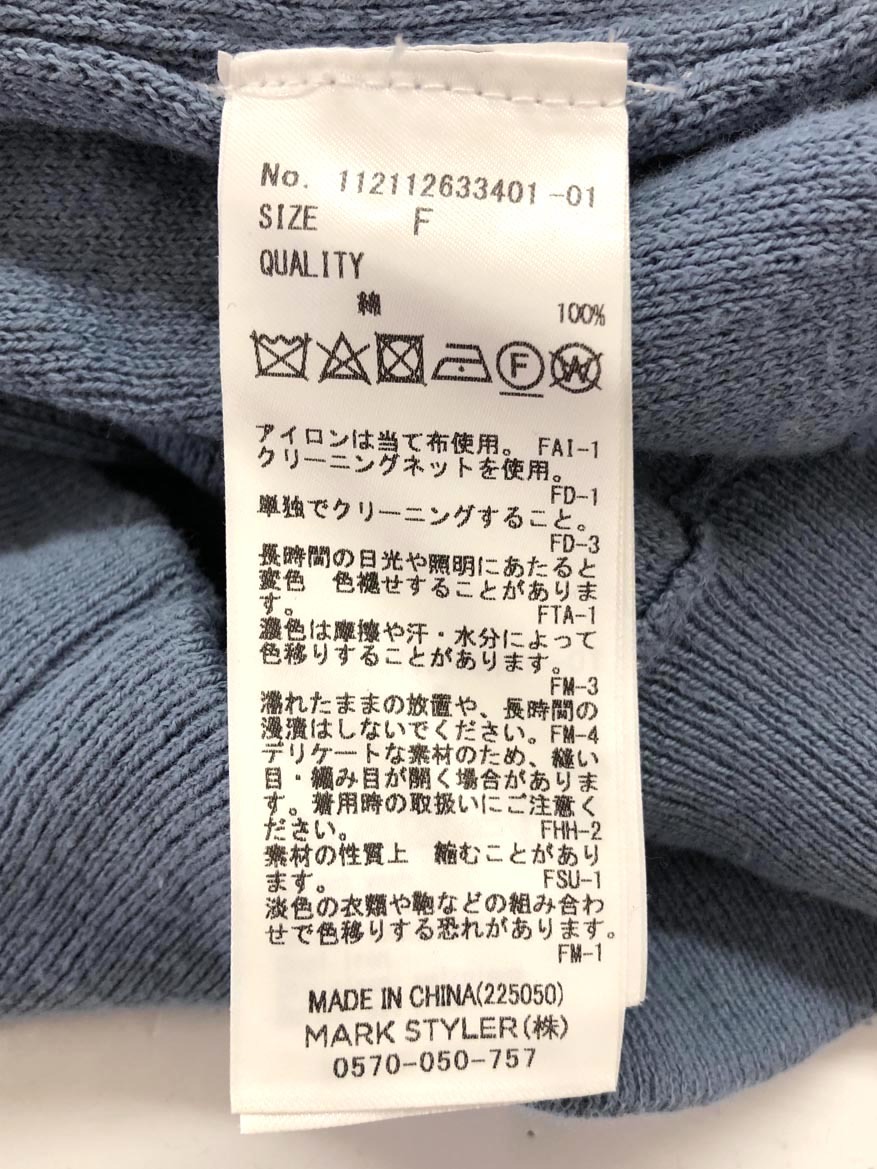 No. 112112633401-01
SIZE F
QUALITY
綿 100%
F W
アイロンは当て布使用。 FAI-1
クリーニングネットを使用。
FD-1
単独でクリーニングすること。
FD-3
長時間の日光や照明にあたると
変色 色褪せすることがありま
す。 FTA-1
濃色は摩擦や汗・水分によって
色移りすることがあります。
FM-3
濡れたままの放置や、長時間の
浸漬はしないでください。FM-4
デリケートな素材のため、縫い
目・編み目が開く場合がありま
す。着用時の取扱いにご注意く
ださい。 FHH-2
素材の性質上 縮むことがあり
ます。 FSU-1
淡色の衣類や鞄などの組み合わ
せで色移りする恐れがあります。
FM-1
MADE IN CHINA(225050)
MARK STYLER(株)
0570-050-757